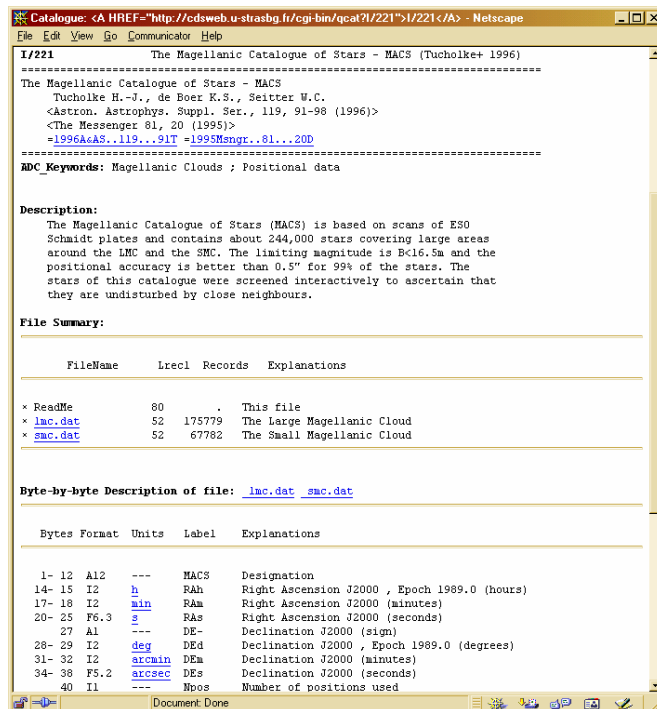 Catalogue: <A HREF="http://cdsweb.u-strasbg.fr/cgi-bin/qcat?I/221">I/221</A> - Netscape
File Edit View Go Communicator Help
I/221 The Magellanic Catalogue of Stars - MACS (Tucholke+ 1996)
================================================================================
The Magellanic Catalogue of Stars - MACS
Tucholke H.-J., de Boer K.S., Seitter W.C.
<Astron. Astrophys. Suppl. Ser., 119, 91-98 (1996)>
<The Messenger 81, 20 (1995)>
=1996A&AS..119...91T =1995Msngr..81...20D
================================================================================
ADC_Keywords: Magellanic Clouds ; Positional data
Description:
The Magellanic Catalogue of Stars (MACS) is based on scans of ESO
Schmidt plates and contains about 244,000 stars covering large areas
around the LMC and the SMC. The limiting magnitude is B<16.5m and the
positional accuracy is better than 0.5" for 99% of the stars. The
stars of this catalogue were screened interactively to ascertain that
they are undisturbed by close neighbours.
File Summary:
FileName Lrecl Records Explanations
× ReadMe 80 . This file
× lmc.dat 52 175779 The Large Magellanic Cloud
× smc.dat 52 67782 The Small Magellanic Cloud
Byte-by-byte Description of file: lmc.dat smc.dat
Bytes Format Units Label Explanations
1- 12 A12 --- MACS Designation
14- 15 I2 h RAh Right Ascension J2000 , Epoch 1989.0 (hours)
17- 18 I2 min RAm Right Ascension J2000 (minutes)
20- 25 F6.3 s RAs Right Ascension J2000 (seconds)
27 A1 --- DE- Declination J2000 (sign)
28- 29 I2 deg DEd Declination J2000 , Epoch 1989.0 (degrees)
31- 32 I2 arcmin DEm Declination J2000 (minutes)
34- 38 F5.2 arcsec DEs Declination J2000 (seconds)
40 I1 --- Npos Number of positions used
Document: Done